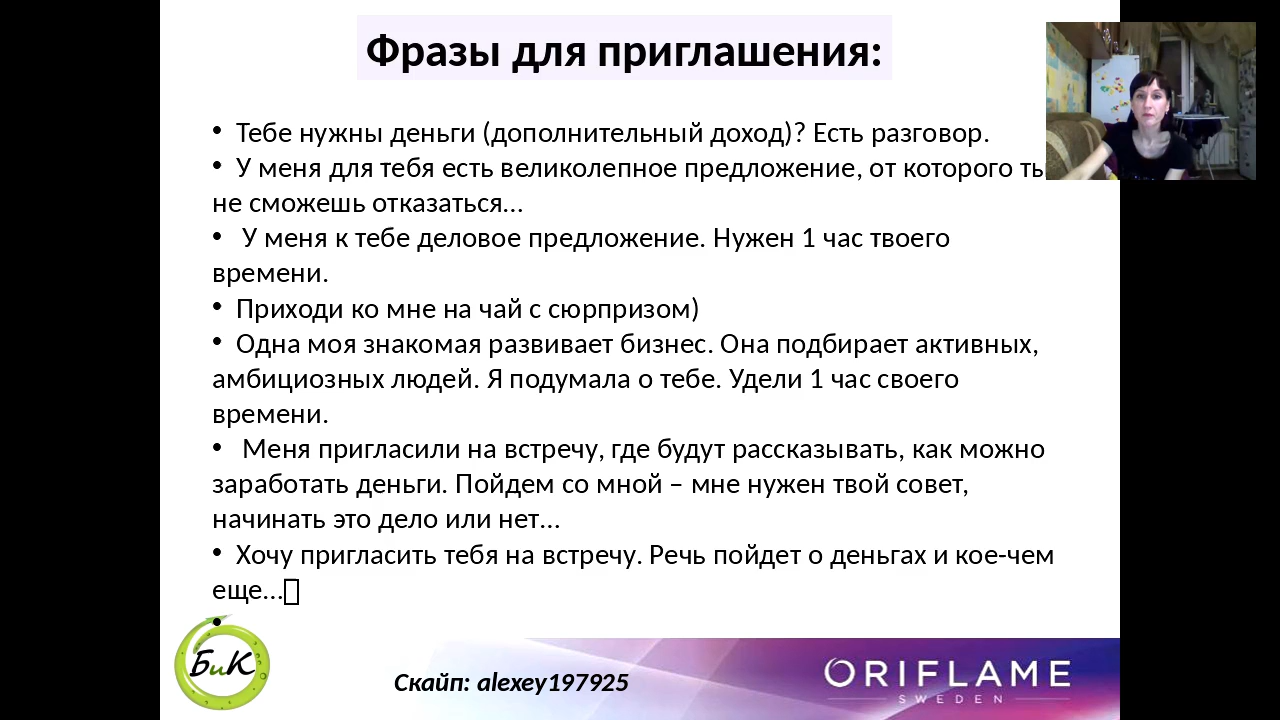 Фразы для приглашения:
• Тебе нужны деньги (дополнительный доход)? Есть разговор.
• У меня для тебя есть великолепное предложение, от которого ты
не сможешь отказаться...
• У меня к тебе деловое предложение. Нужен 1 час твоего
времени.
• Приходи ко мне на чай с сюрпризом)
• Одна моя знакомая развивает бизнес. Она подбирает активных,
амбициозных людей. Я подумала о тебе. Удели 1 час своего
времени.
• Меня пригласили на встречу, где будут рассказывать, как можно
заработать деньги. Пойдем со мной – мне нужен твой совет,
начинать это дело или нет...
• Хочу пригласить тебя на встречу. Речь пойдет о деньгах и кое-чем
еще...
•
БиК
Скайп: alexey197925
ORIFLAME
SWEDEN